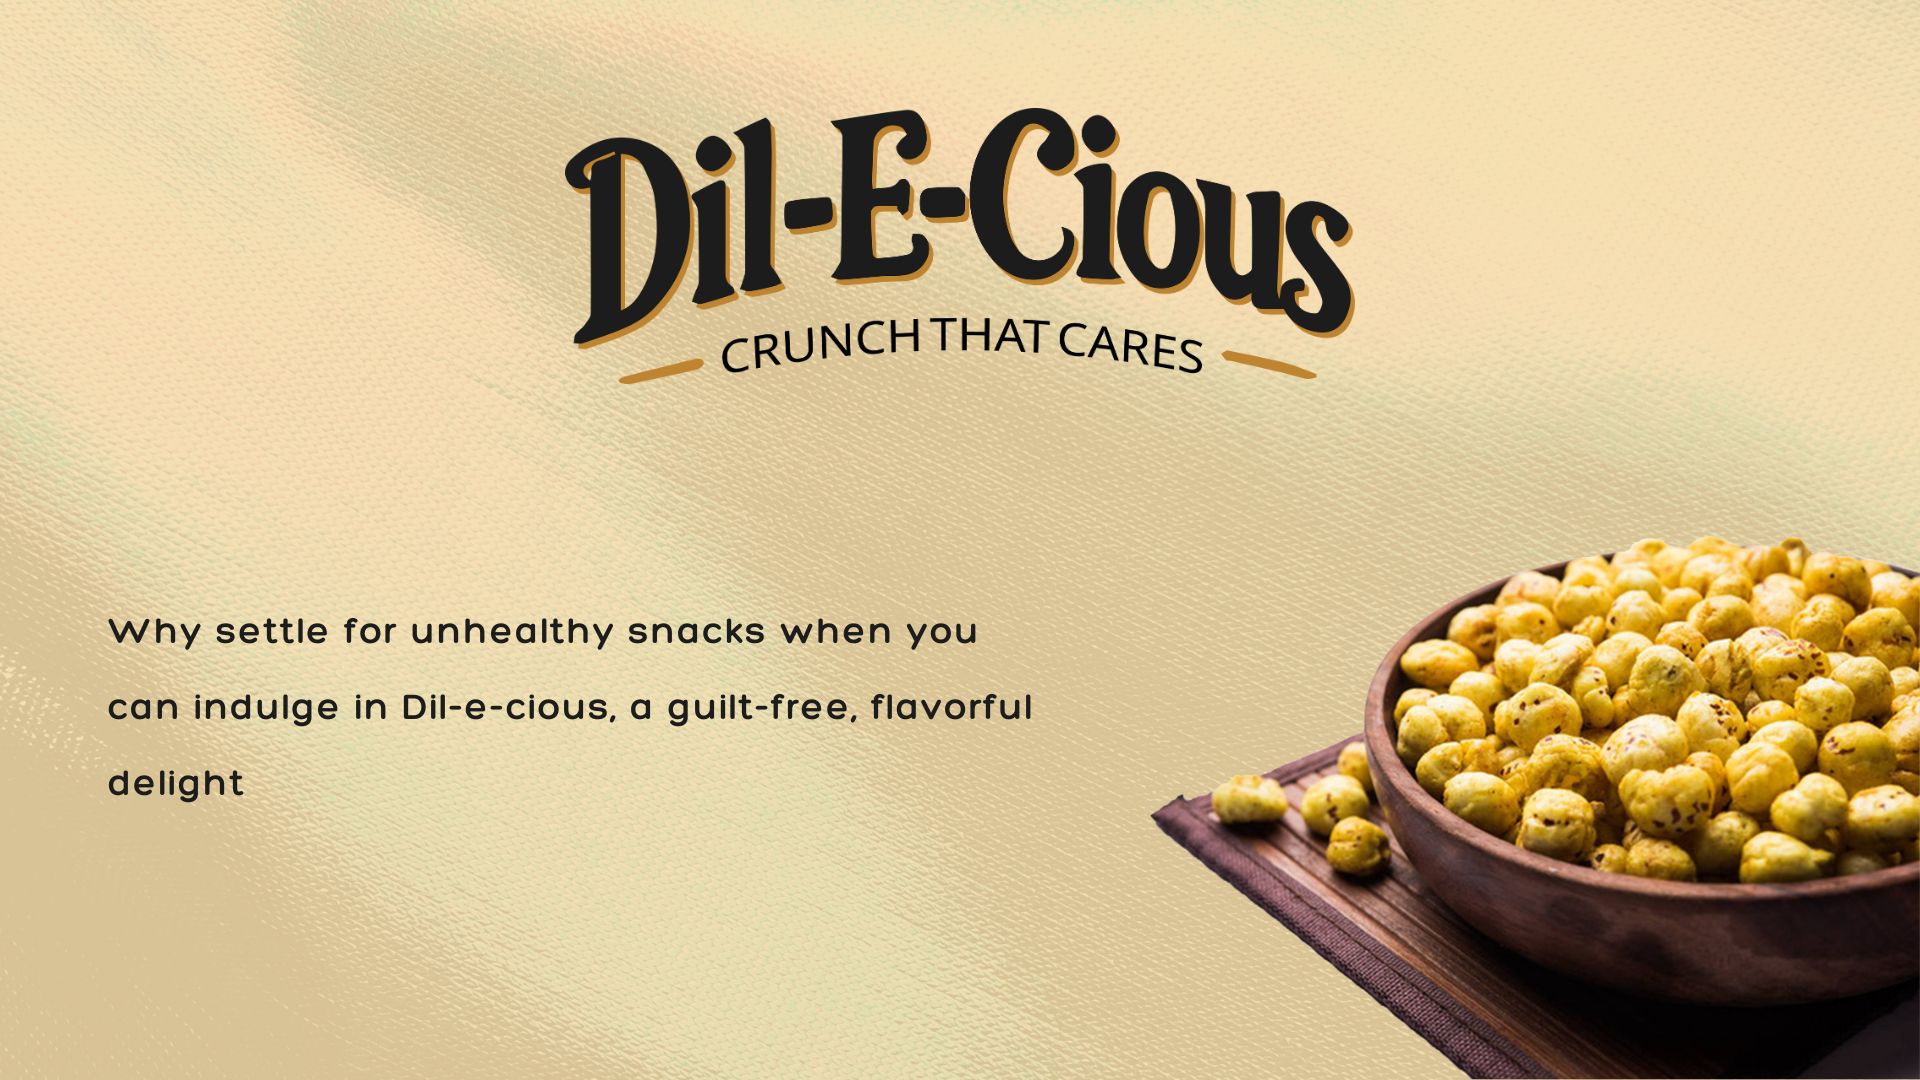 Dil-E-Cious
CRUNCH THAT CARES
Why settle for unhealthy snacks when you
can indulge in Dil-e-cious, a guilt-free, flavorful
delight